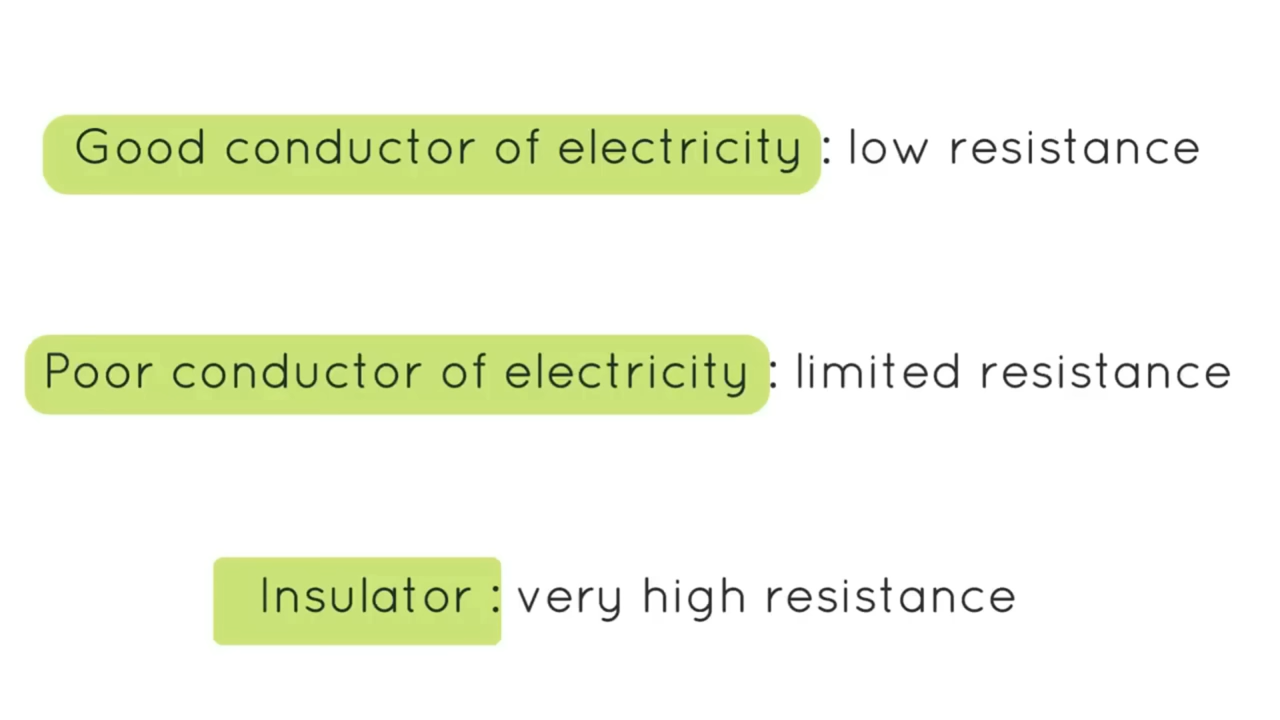 Good conductor of electricity : low resistance
Poor conductor of electricity : limited resistance
Insulator : very high resistance